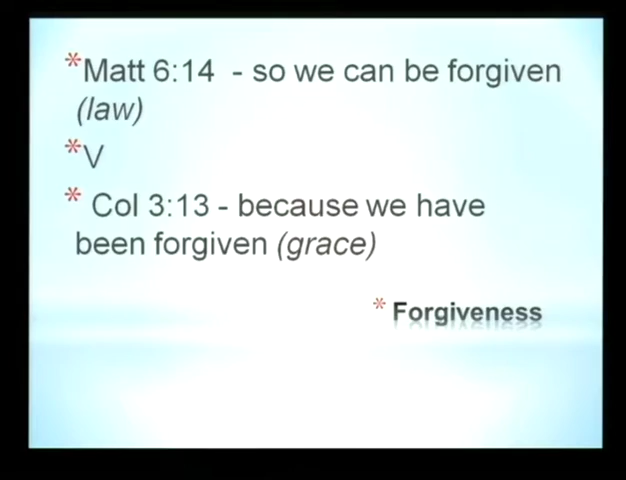 *Matt 6:14 - so we can be forgiven
(law)
*V
* Col 3:13 - because we have
been forgiven (grace)
* Forgiveness